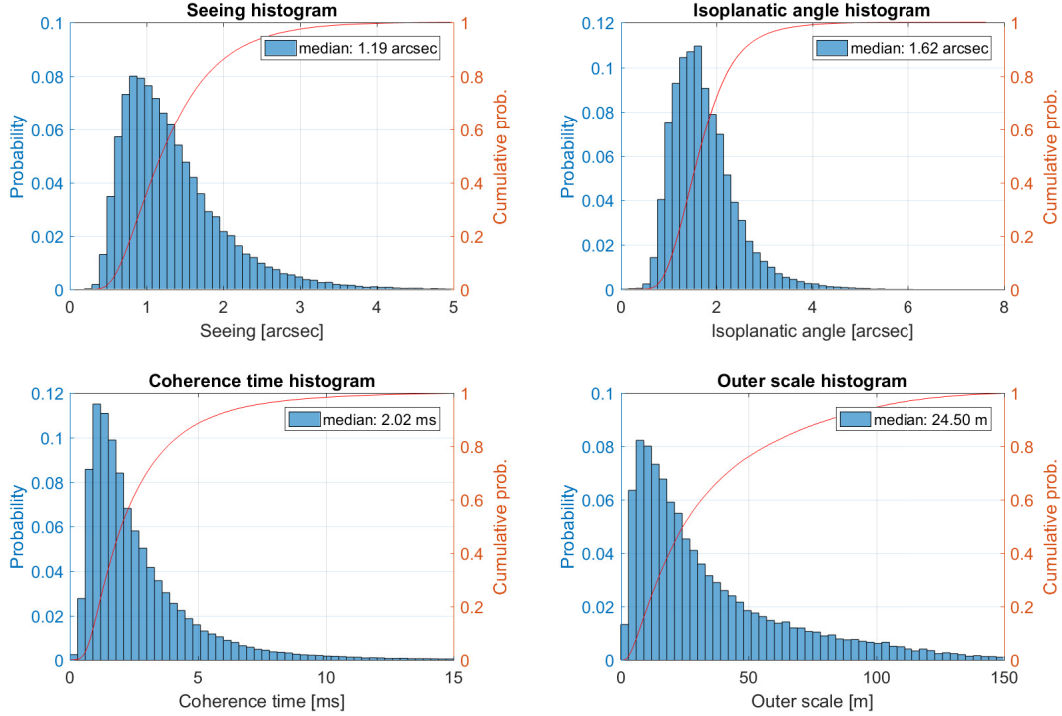 Seeing histogram
0.1
0.08
0.06
0.04
0.02
0
Probability
median: 1.19 arcsec
1
0.8
0.6
0.4
0.2
0
Cumulative prob.
0 1 2 3 4 5
Seeing [arcsec]
Isoplanatic angle histogram
0.12
0.1
0.08
0.06
0.04
0.02
0
Probability
median: 1.62 arcsec
1
0.8
0.6
0.4
0.2
0
Cumulative prob.
0 2 4 6 8
Isoplanatic angle [arcsec]
Coherence time histogram
0.12
0.1
0.08
0.06
0.04
0.02
0
Probability
median: 2.02 ms
1
0.8
0.6
0.4
0.2
0
Cumulative prob.
0 5 10 15
Coherence time [ms]
Outer scale histogram
0.1
0.08
0.06
0.04
0.02
0
Probability
median: 24.50 m
1
0.8
0.6
0.4
0.2
0
Cumulative prob.
0 50 100 150
Outer scale [m]